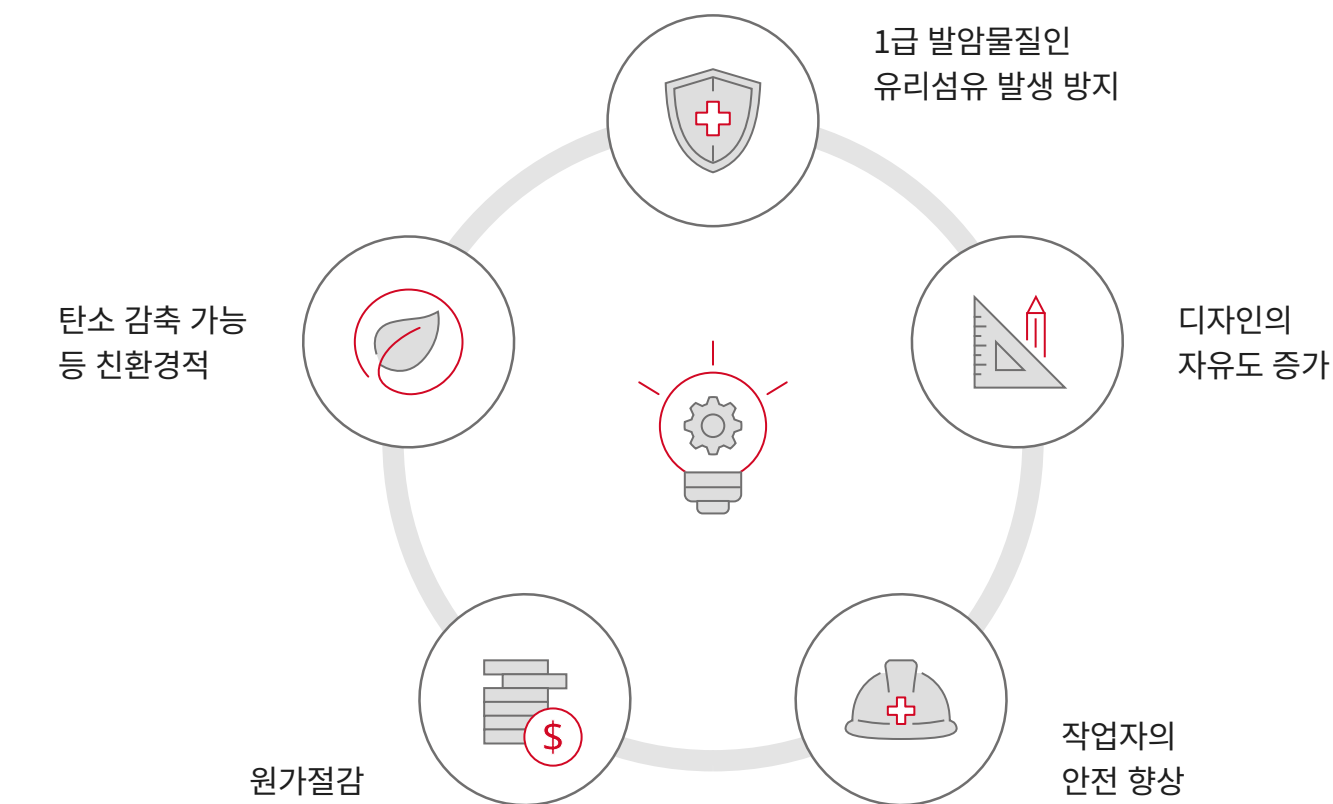 1급 발암물질인
유리섬유 발생 방지
디자인의
자유도 증가
작업자의
안전 향상
$
원가절감
탄소 감축 가능
등 친환경적